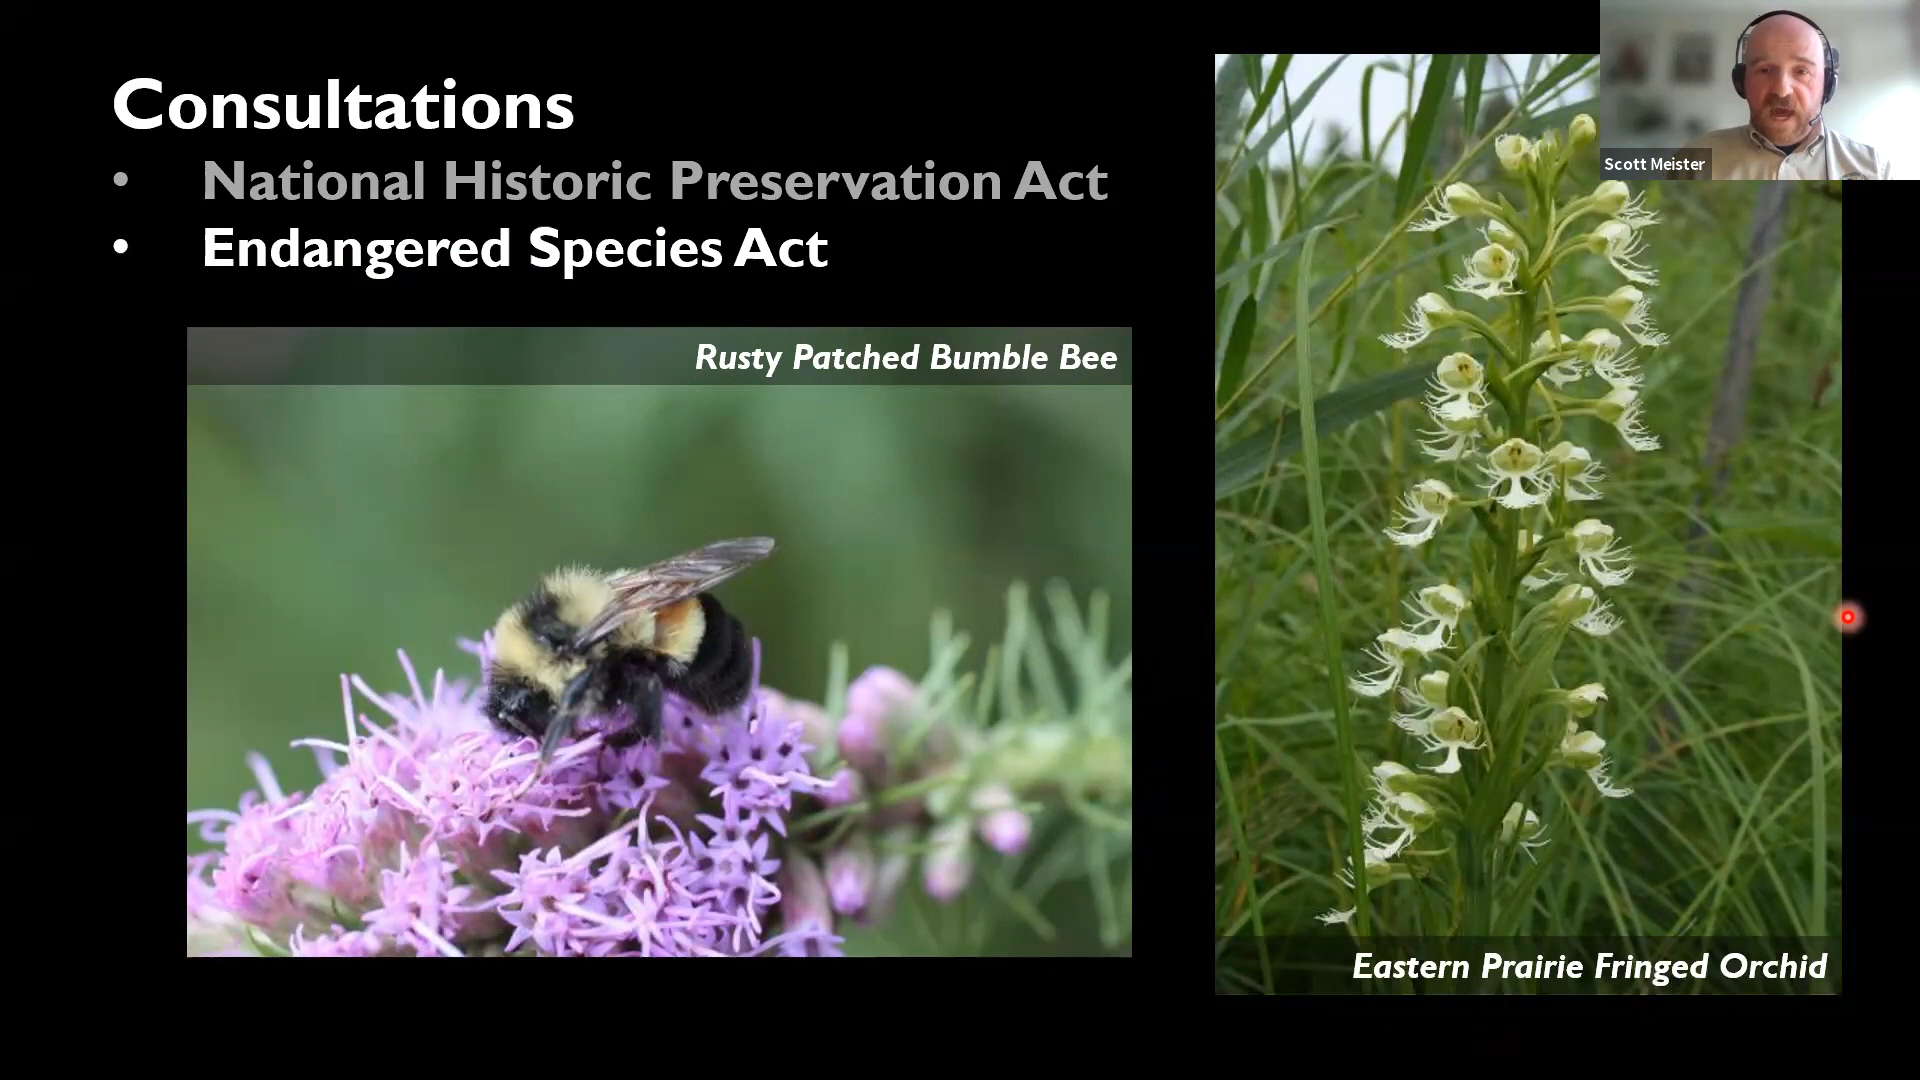 Consultations
• National Historic Preservation Act
• Endangered Species Act
Rusty Patched Bumble Bee
Eastern Prairie Fringed Orchid
Scott Meister